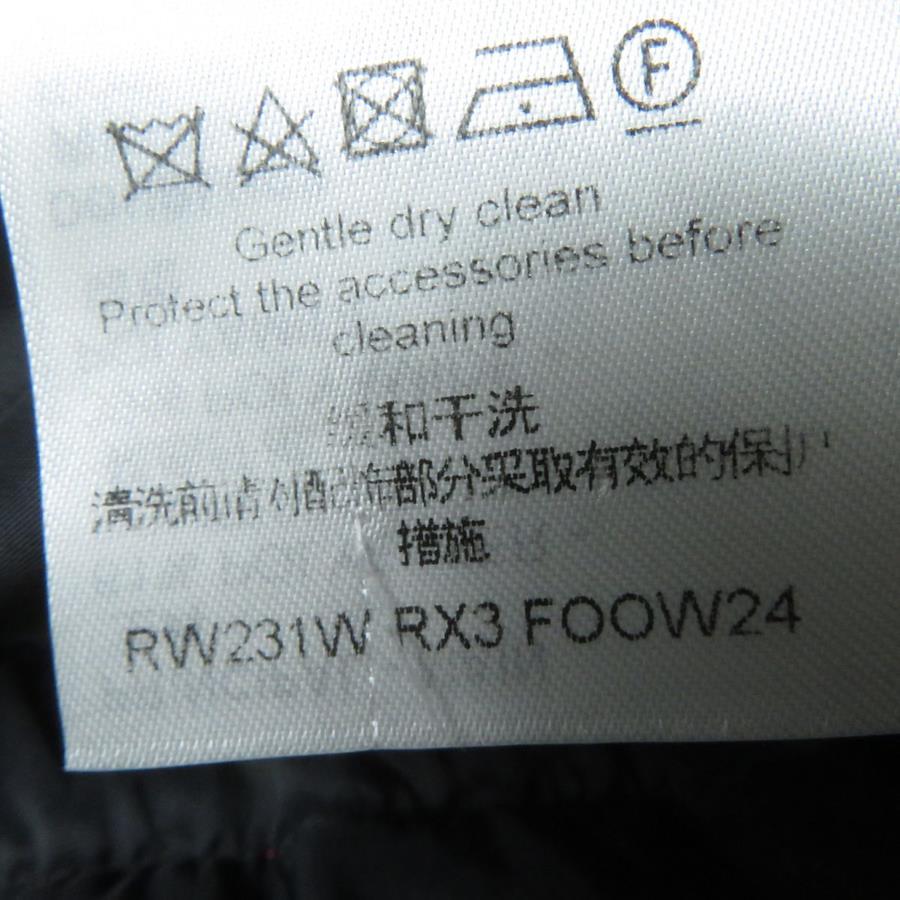 F
Gentle dry clean
Protect the accessories before
cleaning
缓和干洗
清洗前请对配饰部分采取有效的保护
措施
RW231W RX3 FOOW24